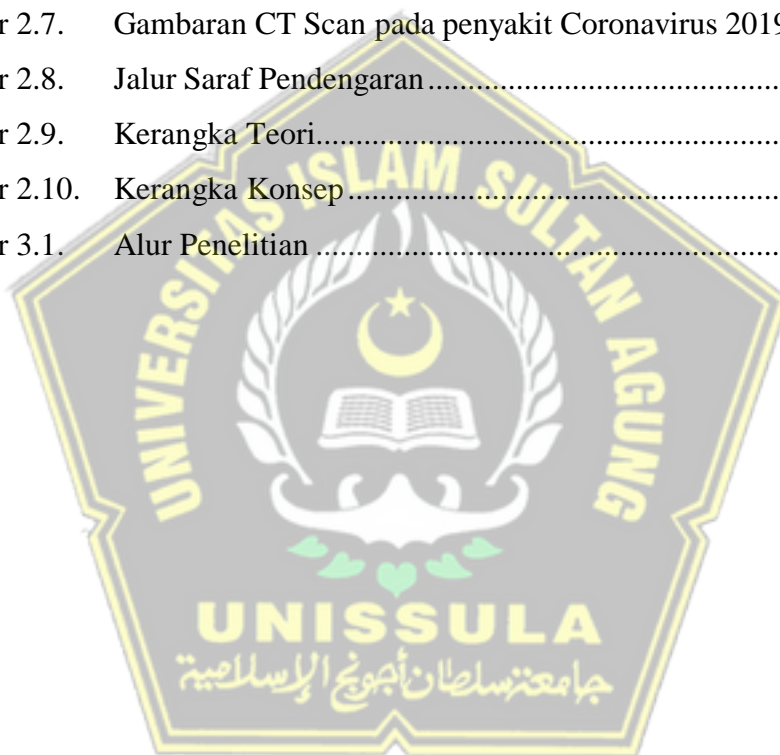 r 2.7. Gambaran CT Scan pada penyakit Coronavirus 2019
r 2.8. Jalur Saraf Pendengaran ........................................................
r 2.9. Kerangka Teori........................................................................
r 2.10. Kerangka Konsep ....................................................................
r 3.1. Alur Penelitian .........................................................................
UNIVERSITAS ISLAM SULTAN AGUNG
UNISSULA
جامعة سلطان أجونج الإسلامية